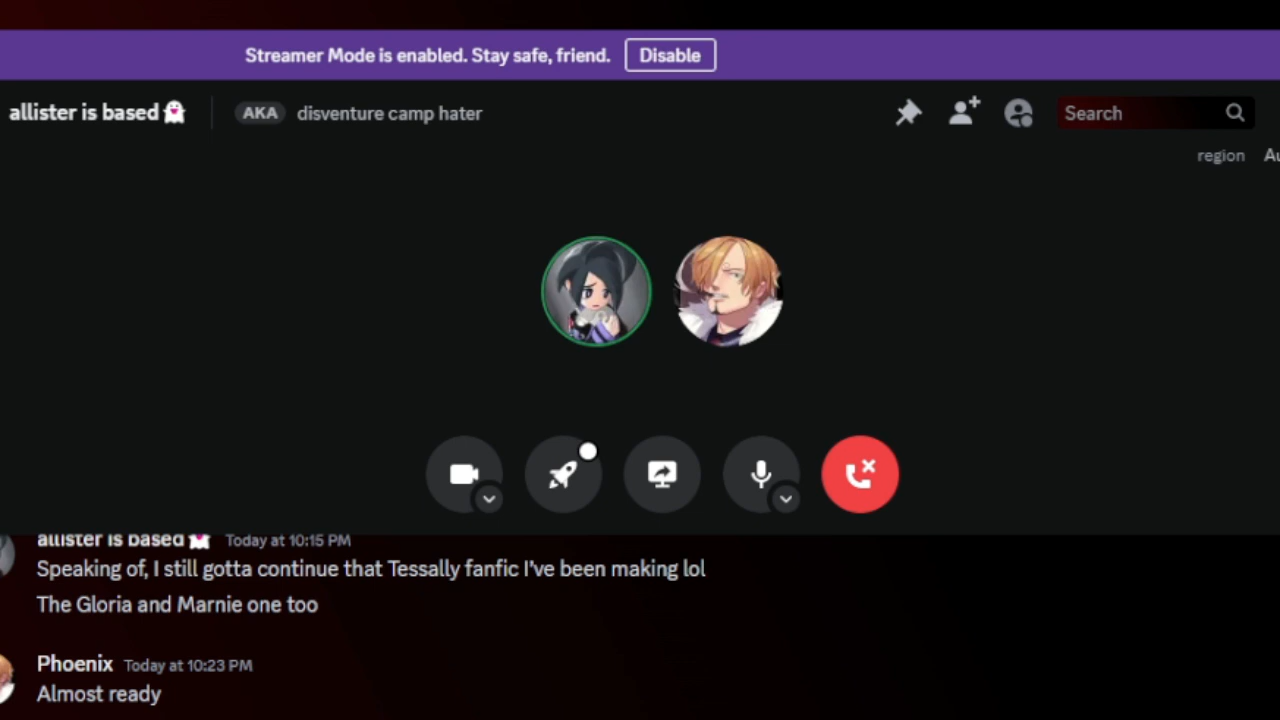 Streamer Mode is enabled. Stay safe, friend. Disable
allister is based👻 AKA disventure camp hater Search
region
allister is based👻 Today at 10:15 PM
Speaking of, I still gotta continue that Tessally fanfic I've been making lol
The Gloria and Marnie one too
Phoenix Today at 10:23 PM
Almost ready